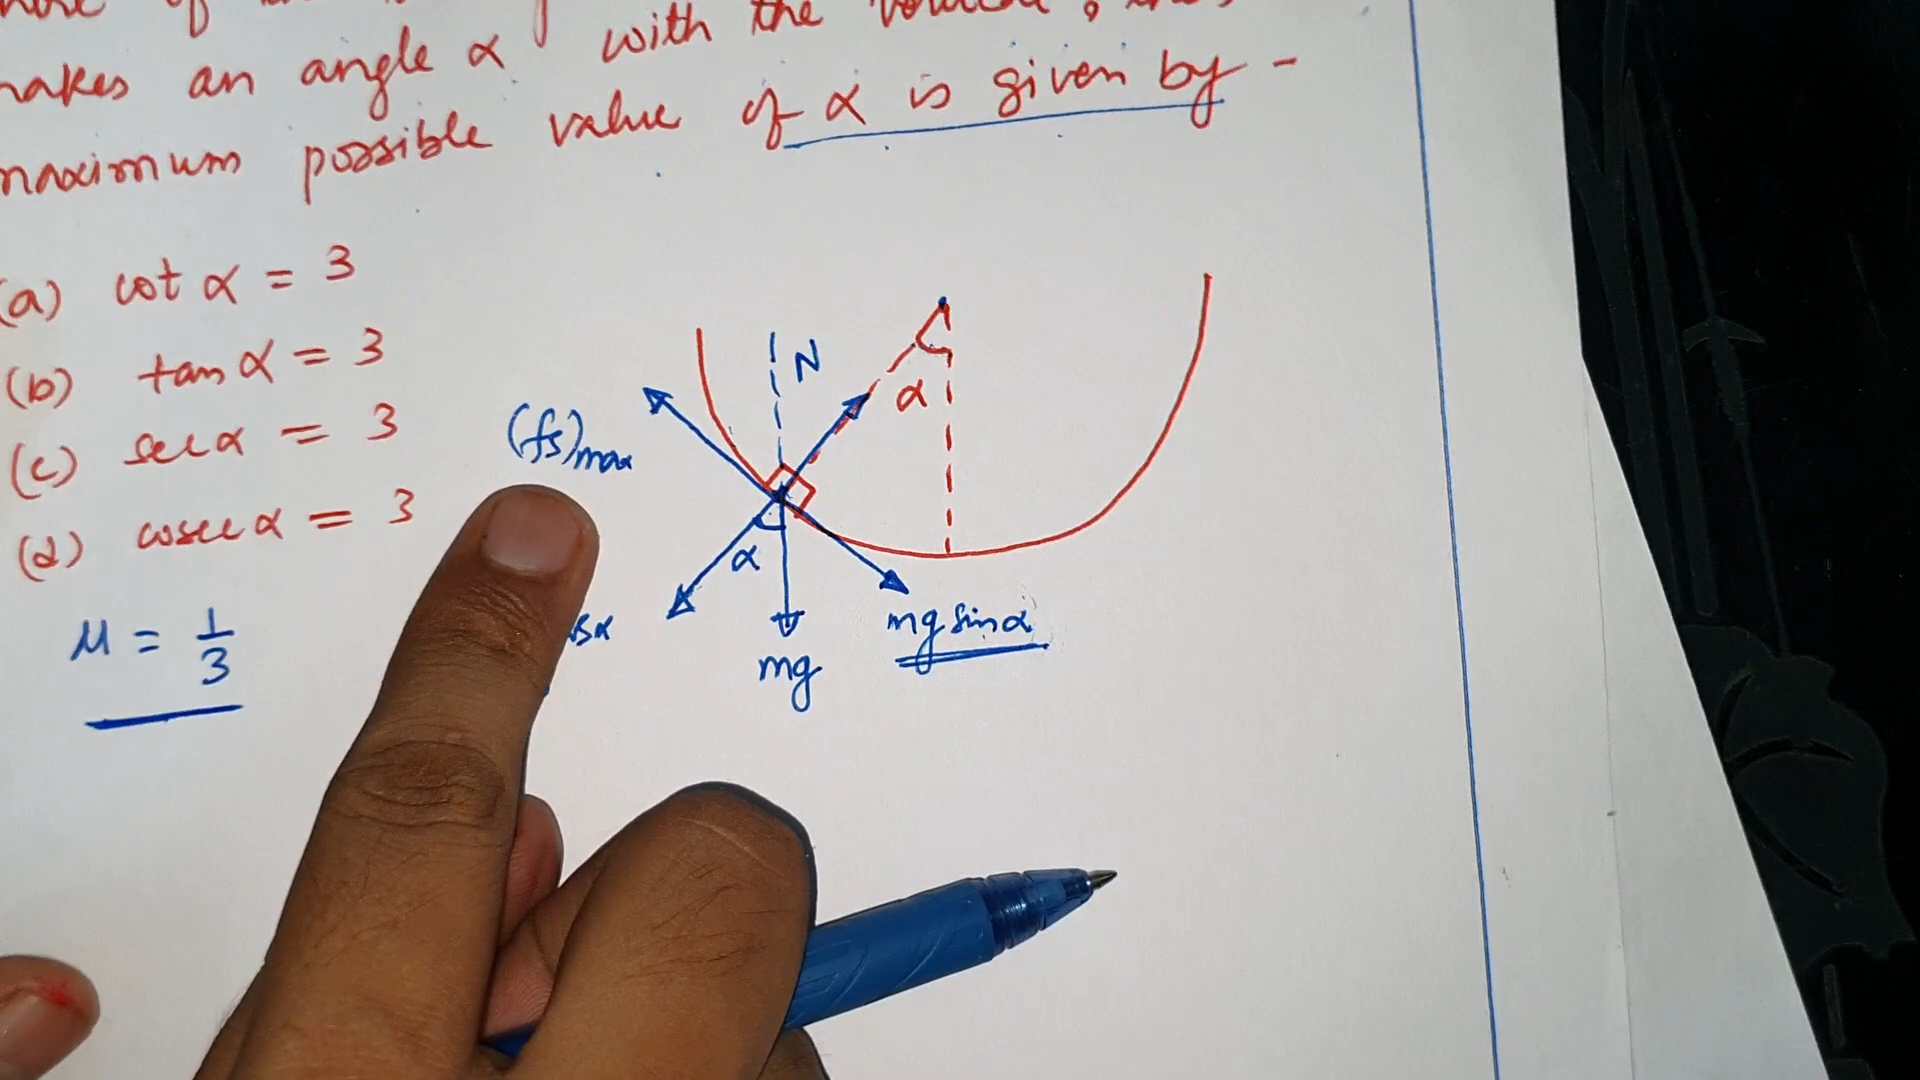 of
makes an angle α with the
maximum possible value of α is given by -
(a) cot α = 3
(b) tan α = 3
(c) sec α = 3
(d) cosec α = 3
μ = 1/3
N
α
(fs)max
α
mg sin α
mg